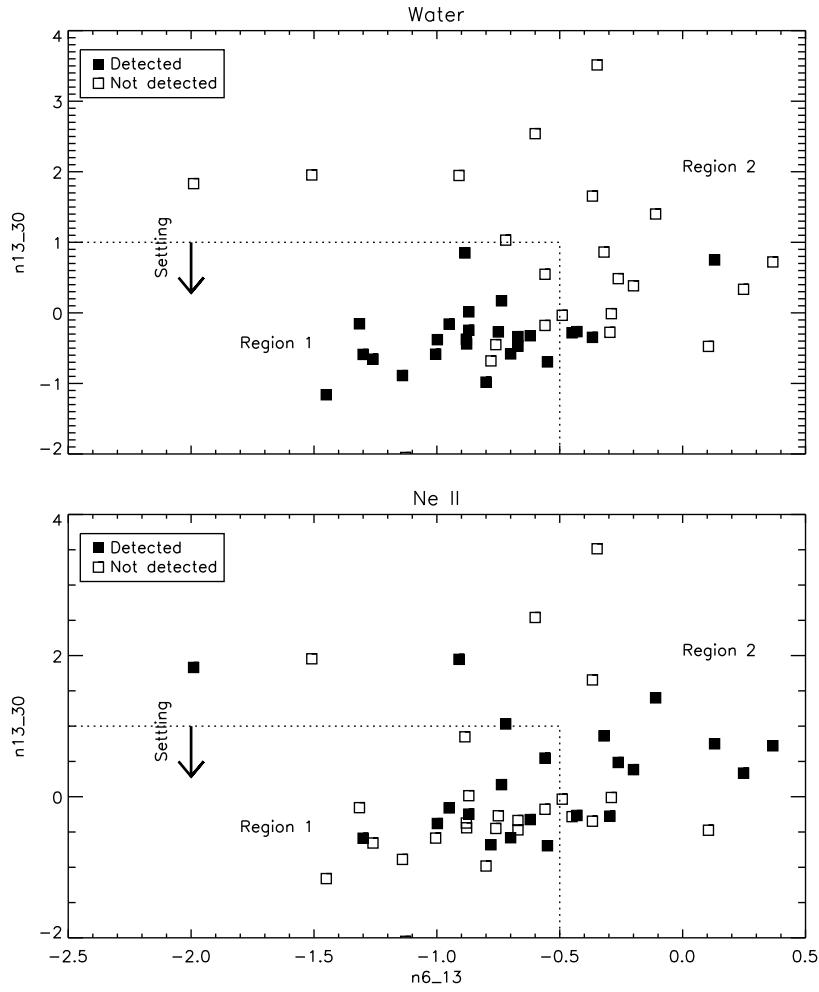 Water
4
3
2
1
0
−1
−2
n13_30
Detected
Not detected
Region 2
Settling
Region 1
Ne II
4
2
0
−2
n13_30
Detected
Not detected
Region 2
Settling
Region 1
−2.5 −2.0 −1.5 −1.0 −0.5 0.0 0.5
n6_13